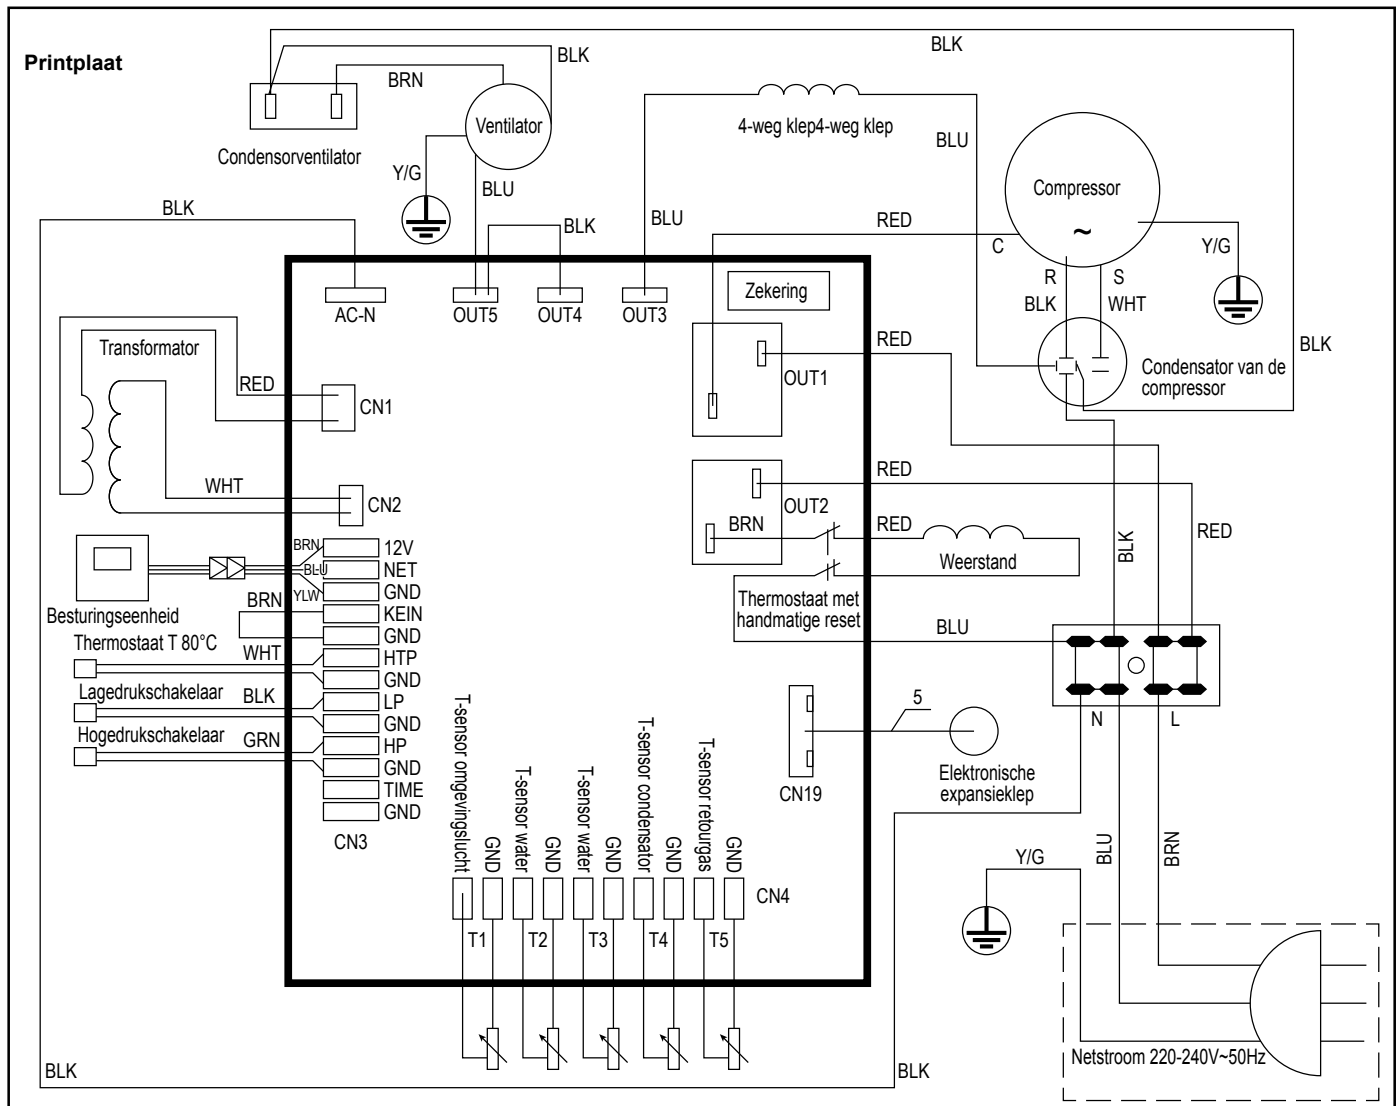 Printplaat
BLK
BLK
BRN
Ventilator
Condensorventilator
Y/G
BLU
BLK
BLK
4-weg klep4-weg klep
BLU
BLU
Compressor
~
RED
C
R
S
Y/G
BLK
WHT
Condensator van de
compressor
BLK
AC-N
OUT5
OUT4
OUT3
Zekering
RED
OUT1
Transformator
RED
CN1
WHT
CN2
RED
OUT2
BRN
RED
Weerstand
Thermostaat met
handmatige reset
BLU
BLK
RED
Besturingseenheid
BRN
BLU
YLW
12V
NET
GND
BRN
KEIN
GND
Thermostaat T 80°C
WHT
HTP
GND
Lagedrukschakelaar
BLK
LP
GND
Hogedrukschakelaar
GRN
HP
GND
TIME
GND
CN3
T-sensor omgevingslucht
GND
T-sensor water
GND
T-sensor water
GND
T-sensor condensator
GND
T-sensor retourgas
GND
CN4
T1
T2
T3
T4
T5
CN19
5
Elektronische
expansieklep
N
L
Y/G
BLU
BRN
Netstroom 220-240V~50Hz
BLK
BLK